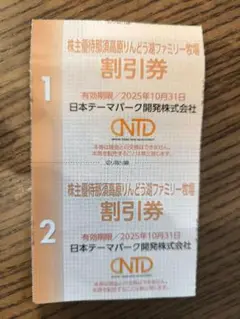 1
株主優待那須高原りんどう湖ファミリー牧場
割引券
有効期限／2025年10月31日
日本テーマパーク開発株式会社
NTD
2
株主優待那須高原りんどう湖ファミリー牧場
割引券
有効期限／2025年10月31日
日本テーマパーク開発株式会社
NTD